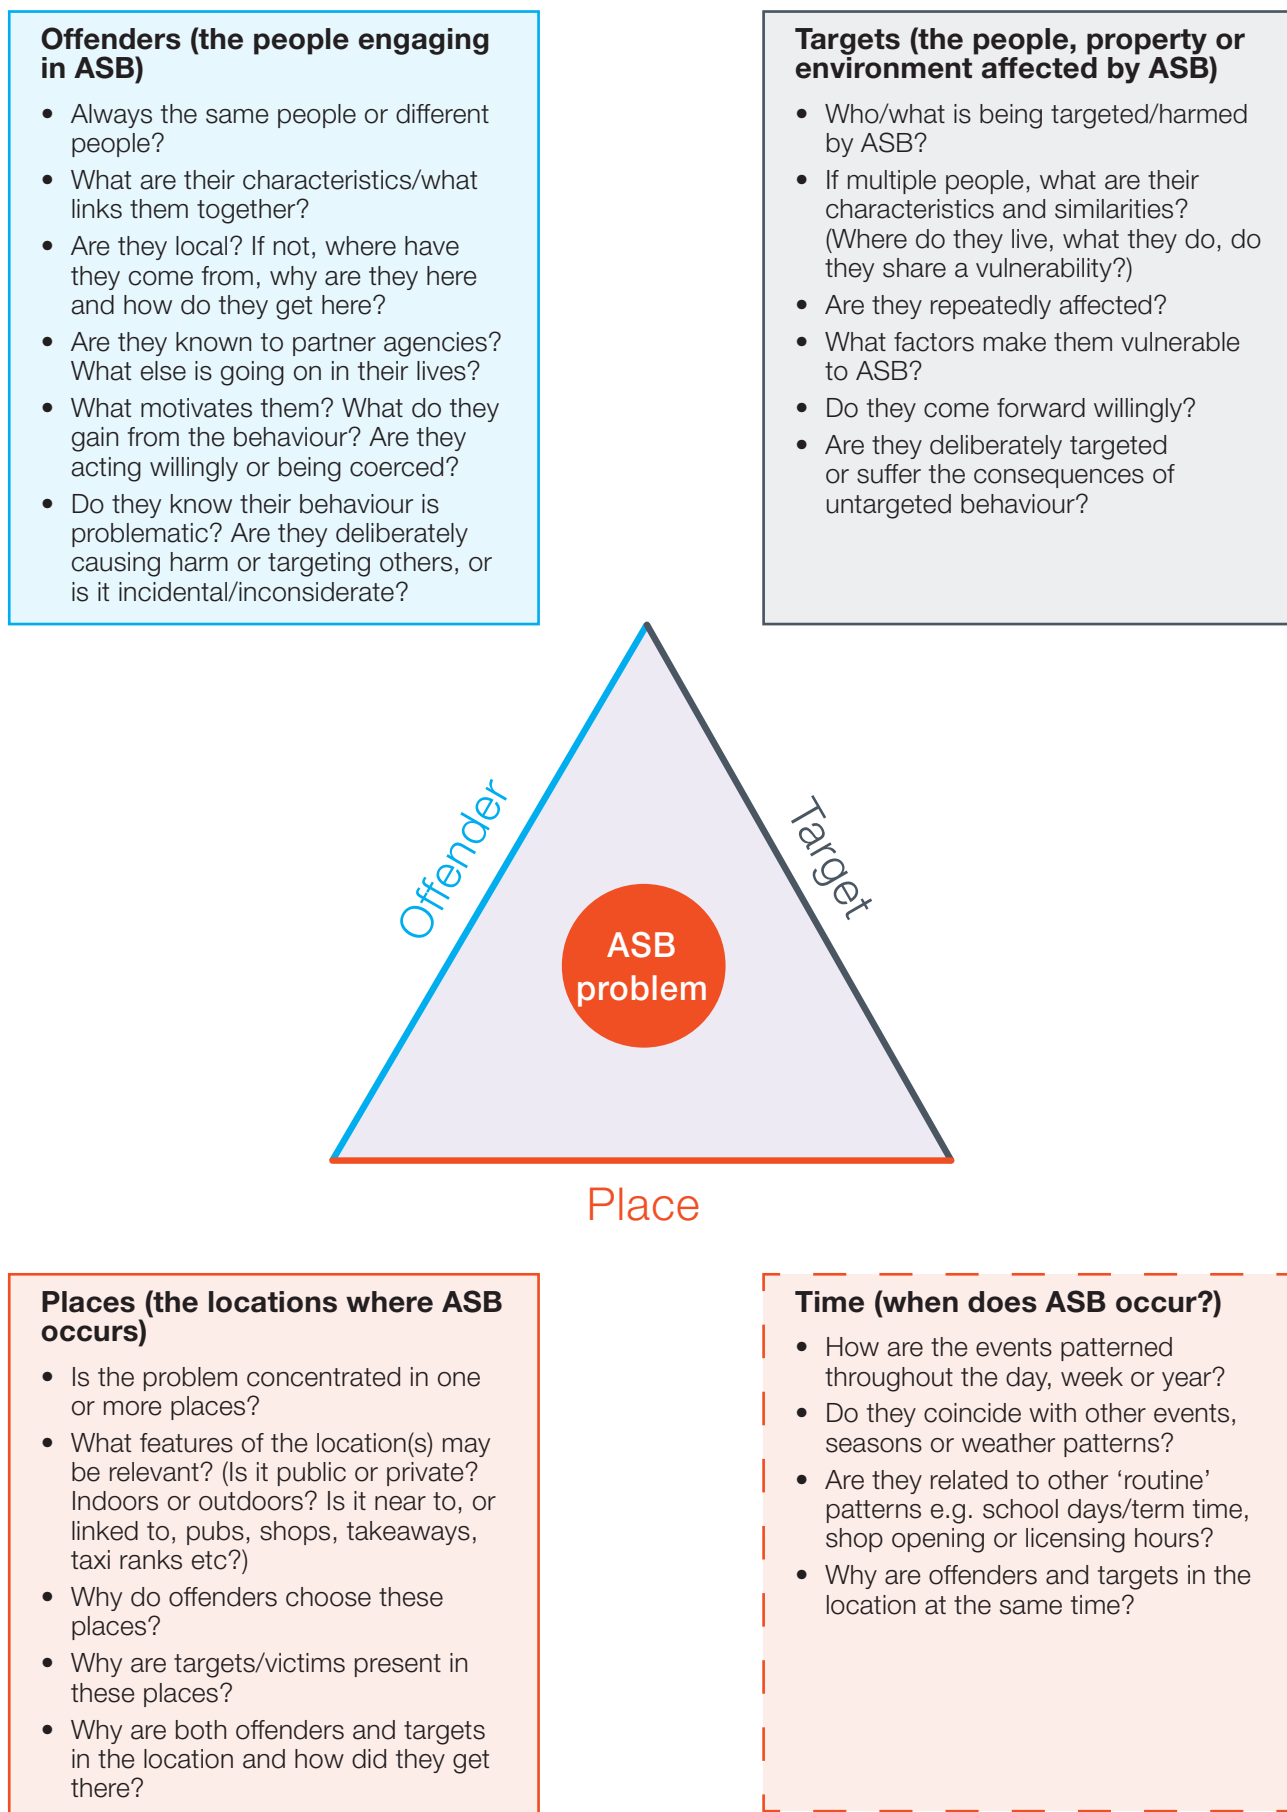 Offenders (the people engaging
in ASB)
• Always the same people or different
people?
• What are their characteristics/what
links them together?
• Are they local? If not, where have
they come from, why are they here
and how do they get here?
• Are they known to partner agencies?
What else is going on in their lives?
• What motivates them? What do they
gain from the behaviour? Are they
acting willingly or being coerced?
• Do they know their behaviour is
problematic? Are they deliberately
causing harm or targeting others, or
is it incidental/inconsiderate?
Targets (the people, property or
environment affected by ASB)
• Who/what is being targeted/harmed
by ASB?
• If multiple people, what are their
characteristics and similarities?
(Where do they live, what they do, do
they share a vulnerability?)
• Are they repeatedly affected?
• What factors make them vulnerable
to ASB?
• Do they come forward willingly?
• Are they deliberately targeted
or suffer the consequences of
untargeted behaviour?
Offender
Target
ASB
problem
Place
Places (the locations where ASB
occurs)
• Is the problem concentrated in one
or more places?
• What features of the location(s) may
be relevant? (Is it public or private?
Indoors or outdoors? Is it near to, or
linked to, pubs, shops, takeaways,
taxi ranks etc?)
• Why do offenders choose these
places?
• Why are targets/victims present in
these places?
• Why are both offenders and targets
in the location and how did they get
there?
Time (when does ASB occur?)
• How are the events patterned
throughout the day, week or year?
• Do they coincide with other events,
seasons or weather patterns?
• Are they related to other ‘routine’
patterns e.g. school days/term time,
shop opening or licensing hours?
• Why are offenders and targets in the
location at the same time?